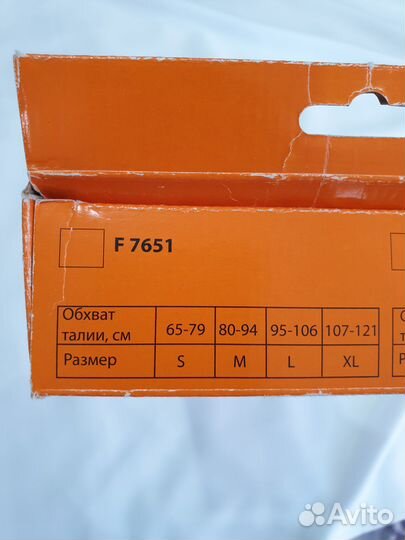 F 7651
Обхват
талии, см 65-79 80-94 95-106 107-121
Размер S M L XL
Avito